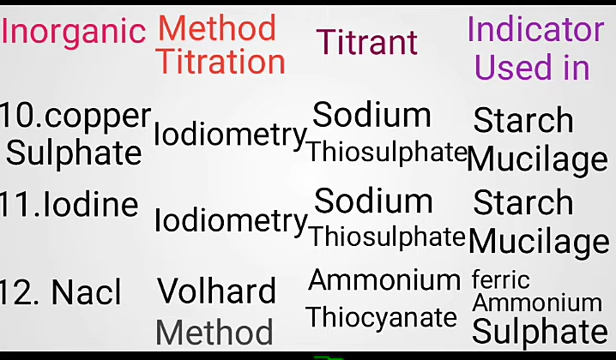 Inorganic Method Titration Titrant Indicator Used in
10.copper Sulphate Iodiometry Sodium Thiosulphate Starch Mucilage
11.Iodine Iodiometry Sodium Thiosulphate Starch Mucilage
12. Nacl Volhard Method Ammonium Thiocyanate ferric Ammonium Sulphate